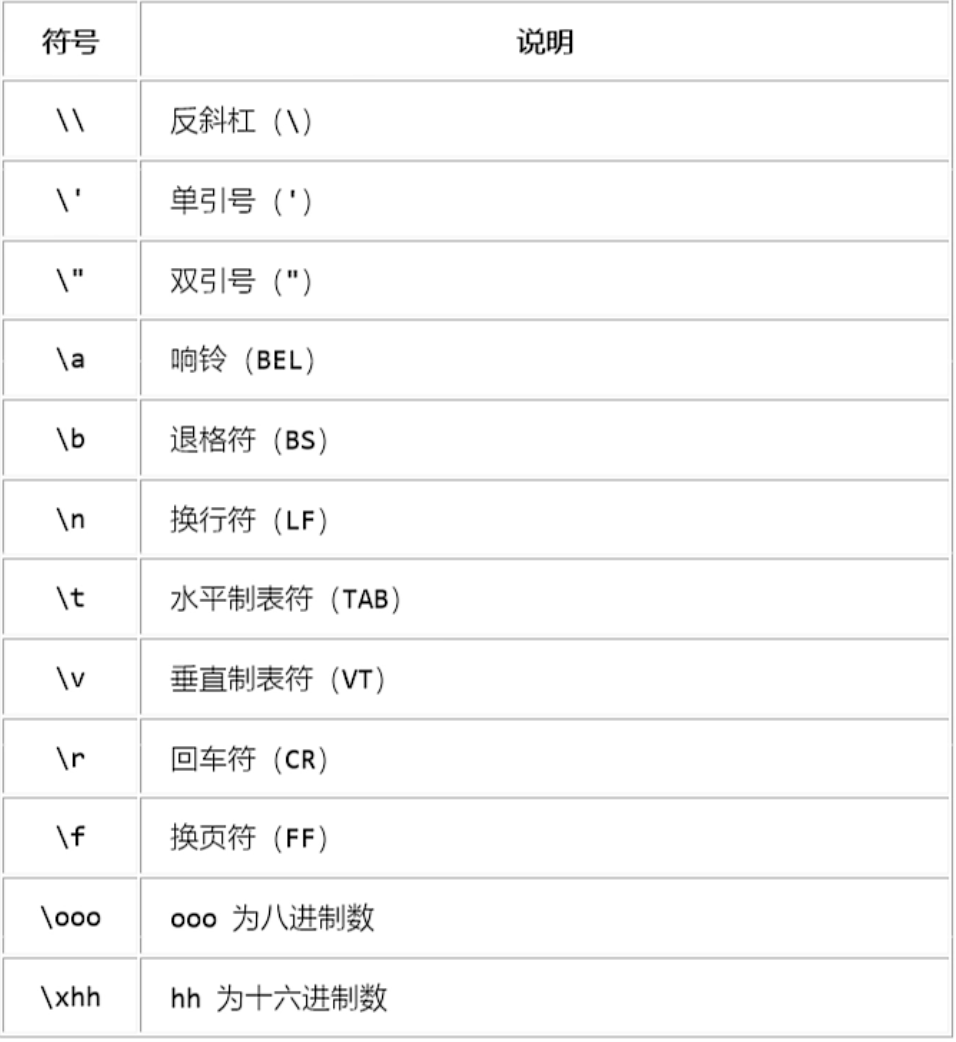 符号 说明
\\ 反斜杠 (\)
\' 单引号 (')
\" 双引号 (")
\a 响铃 (BEL)
\b 退格符 (BS)
\n 换行符 (LF)
\t 水平制表符 (TAB)
\v 垂直制表符 (VT)
\r 回车符 (CR)
\f 换页符 (FF)
\ooo ooo 为八进制数
\xhh hh 为十六进制数